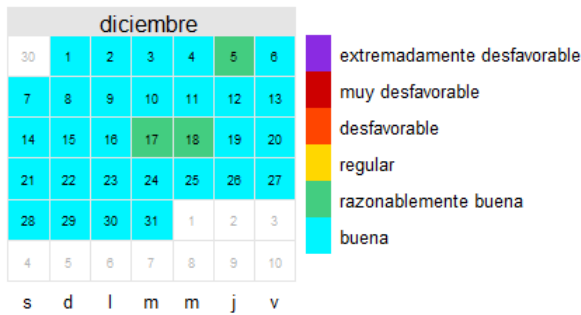 diciembre
30 1 2 3 4 5 6
7 8 9 10 11 12 13
14 15 16 17 18 19 20
21 22 23 24 25 26 27
28 29 30 31 1 2 3
4 5 6 7 8 9 10
s d l m m j v
extremadamente desfavorable
muy desfavorable
desfavorable
regular
razonablemente buena
buena